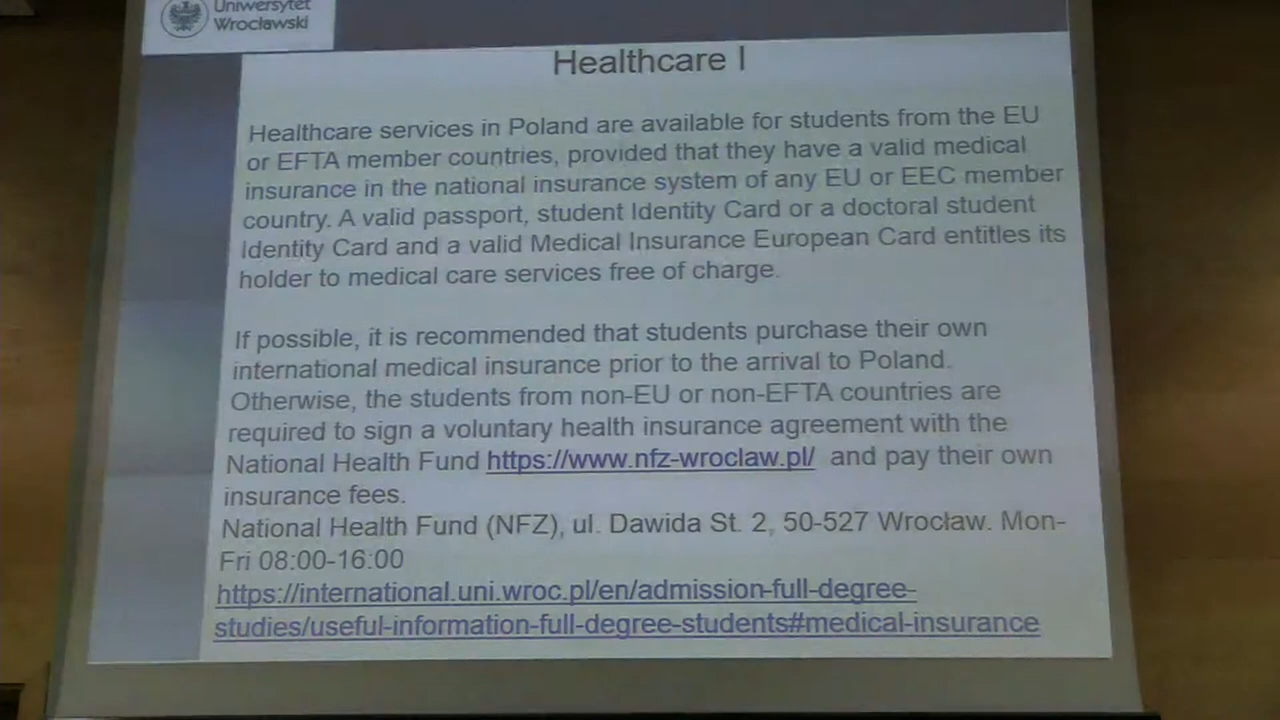 Uniwersytet
Wrocławski
Healthcare I
Healthcare services in Poland are available for students from the EU
or EFTA member countries, provided that they have a valid medical
insurance in the national insurance system of any EU or EEC member
country. A valid passport, student Identity Card or a doctoral student
Identity Card and a valid Medical Insurance European Card entitles its
holder to medical care services free of charge.
If possible, it is recommended that students purchase their own
international medical insurance prior to the arrival to Poland.
Otherwise, the students from non-EU or non-EFTA countries are
required to sign a voluntary health insurance agreement with the
National Health Fund https://www.nfz-wroclaw.pl/ and pay their own
insurance fees.
National Health Fund (NFZ), ul. Dawida St. 2, 50-527 Wrocław. Mon-
Fri 08:00-16:00
https://international.uni.wroc.pl/en/admission-full-degree-
studies/useful-information-full-degree-students#medical-insurance